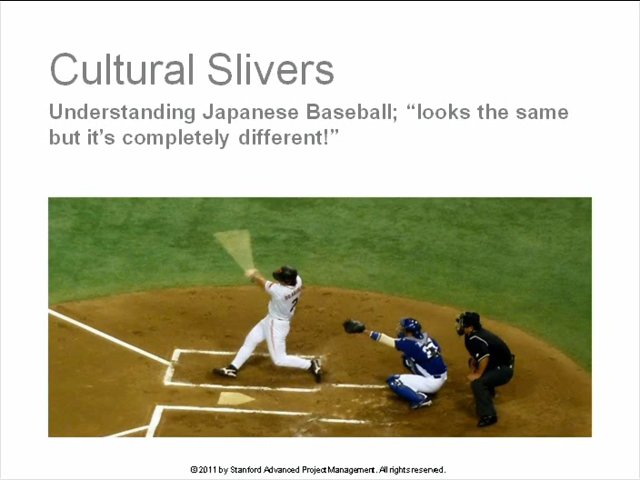 Cultural Slivers
Understanding Japanese Baseball; “looks the same
but it’s completely different!”
7
© 2011 by Stanford Advanced Project Management. All rights reserved.